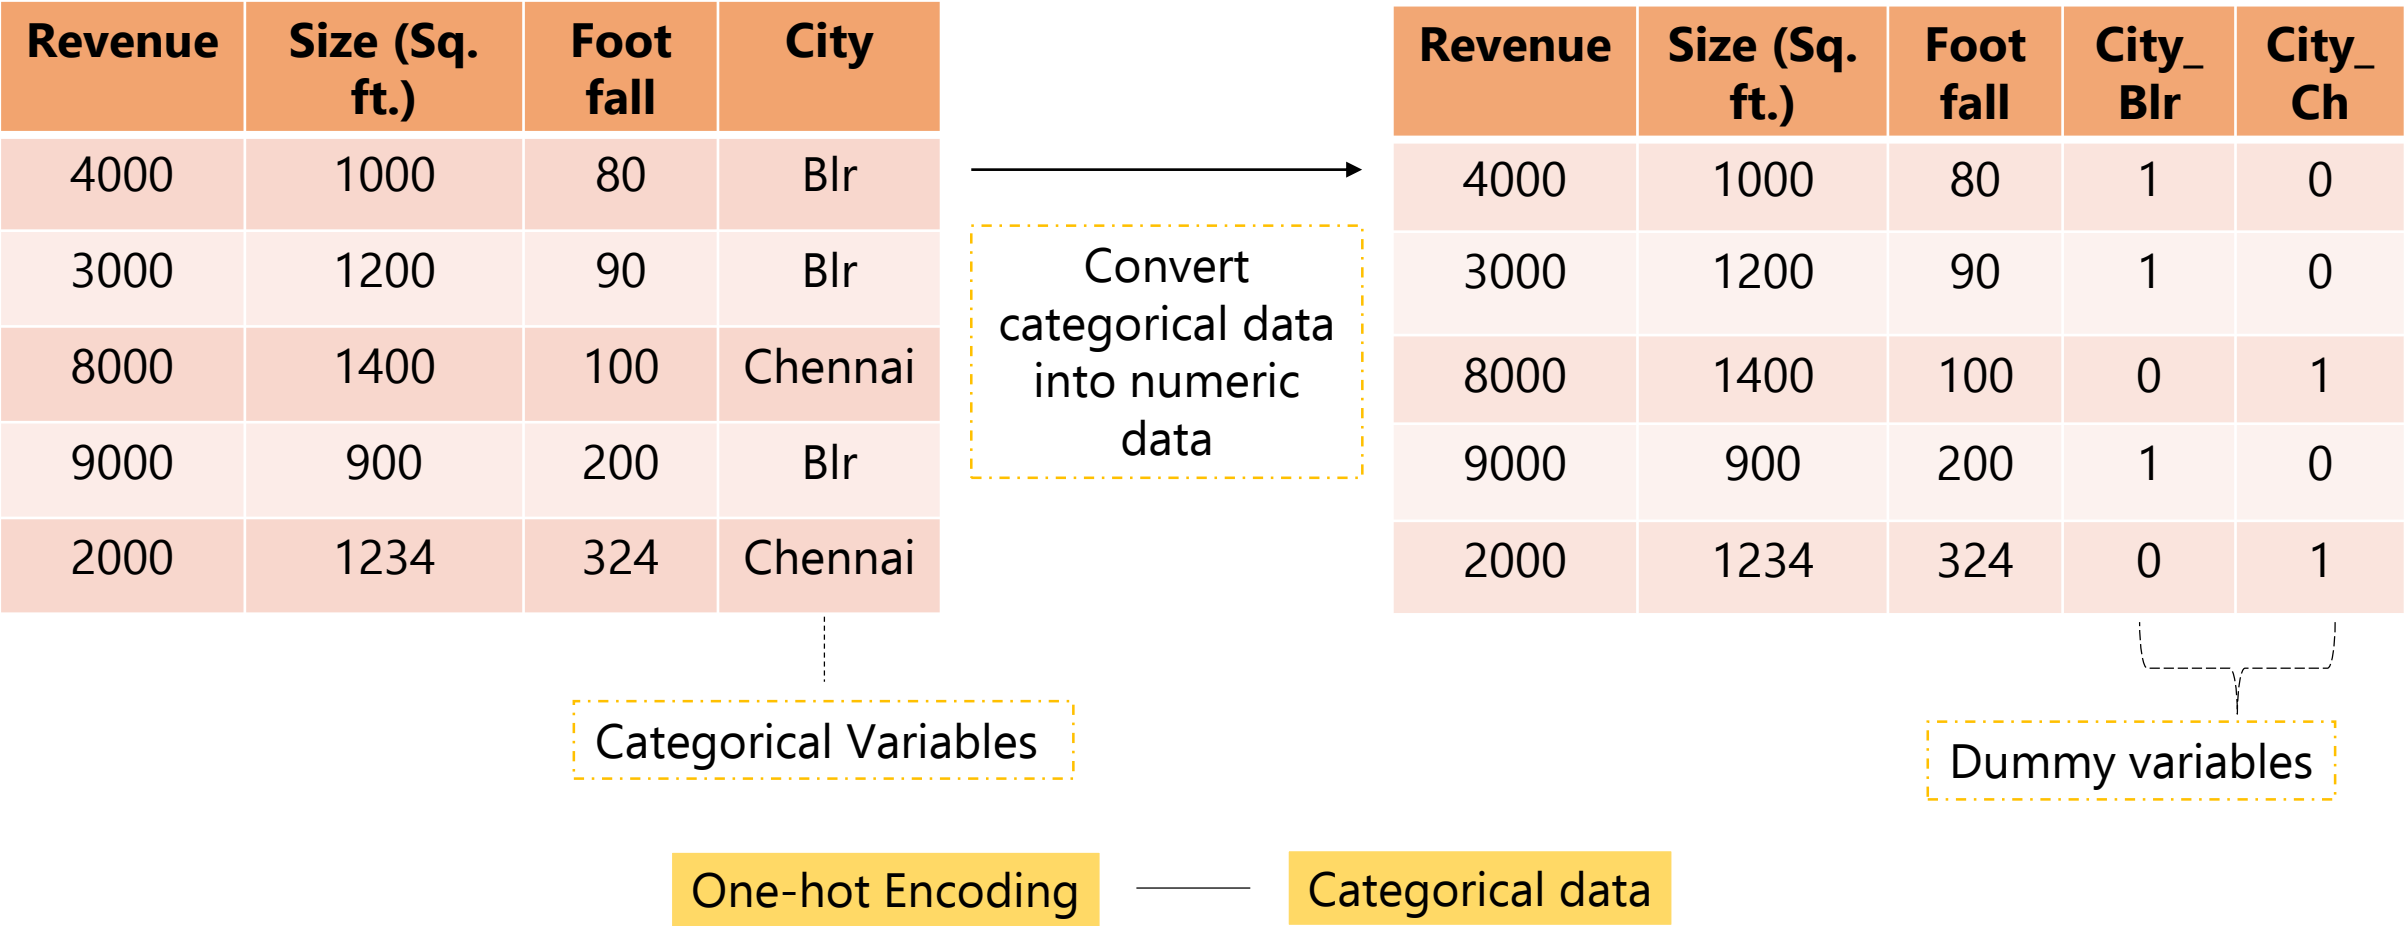 Revenue Size (Sq. ft.) Foot fall City
4000 1000 80 Blr
3000 1200 90 Blr
8000 1400 100 Chennai
9000 900 200 Blr
2000 1234 324 Chennai
Convert
categorical data
into numeric
data
Revenue Size (Sq. ft.) Foot fall City_ Blr City_ Ch
4000 1000 80 1 0
3000 1200 90 1 0
8000 1400 100 0 1
9000 900 200 1 0
2000 1234 324 0 1
Categorical Variables
Dummy variables
One-hot Encoding
Categorical data